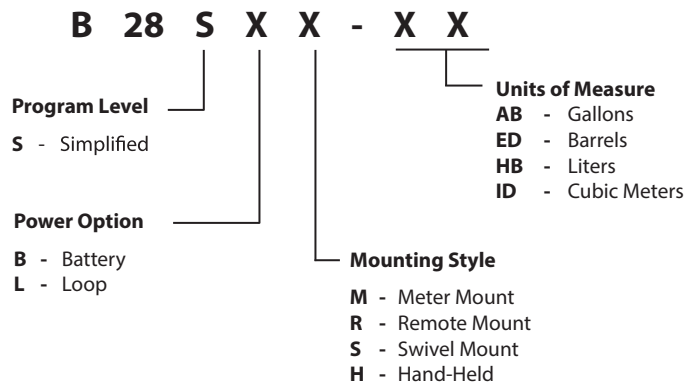 B 28 S X X - X X
Program Level
S - Simplified
Power Option
B - Battery
L - Loop
Units of Measure
AB - Gallons
ED - Barrels
HB - Liters
ID - Cubic Meters
Mounting Style
M - Meter Mount
R - Remote Mount
S - Swivel Mount
H - Hand-Held